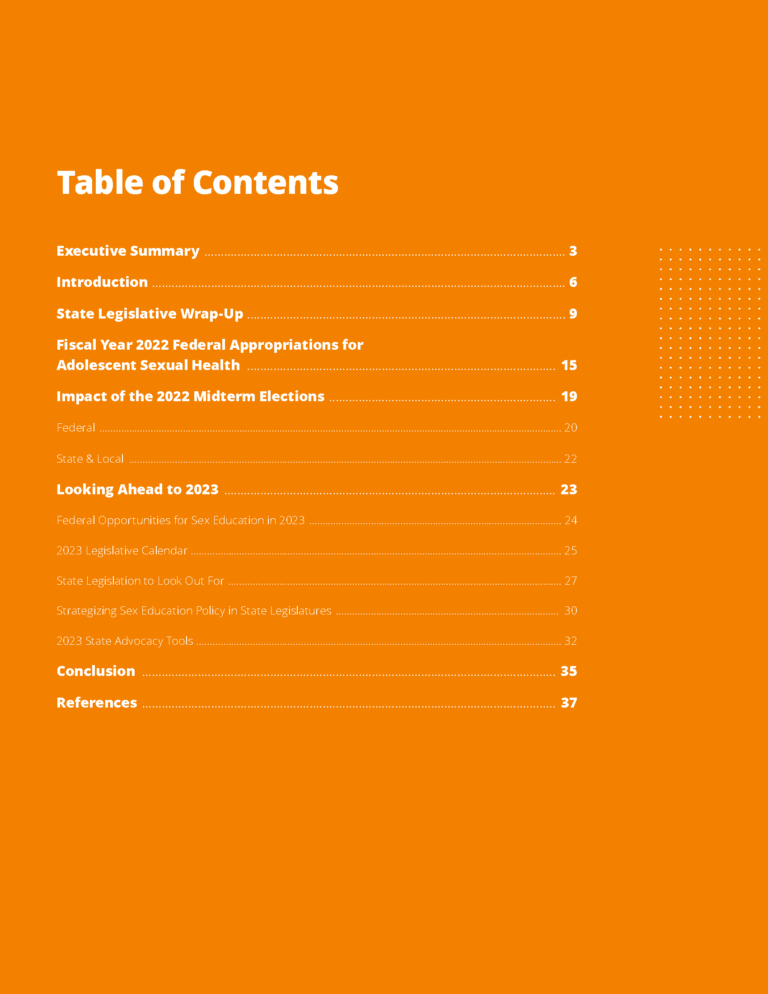 Table of Contents
Executive Summary ........ 3
Introduction ........ 6
State Legislative Wrap-Up ........ 9
Fiscal Year 2022 Federal Appropriations for
Adolescent Sexual Health ........ 15
Impact of the 2022 Midterm Elections ........ 19
Federal ........ 20
State & Local ........ 22
Looking Ahead to 2023 ........ 23
Federal Opportunities for Sex Education in 2023 ........ 24
2023 Legislative Calendar ........ 25
State Legislation to Look Out For ........ 27
Strategizing Sex Education Policy in State Legislatures ........ 30
2023 State Advocacy Tools ........ 32
Conclusion ........ 35
References ........ 37